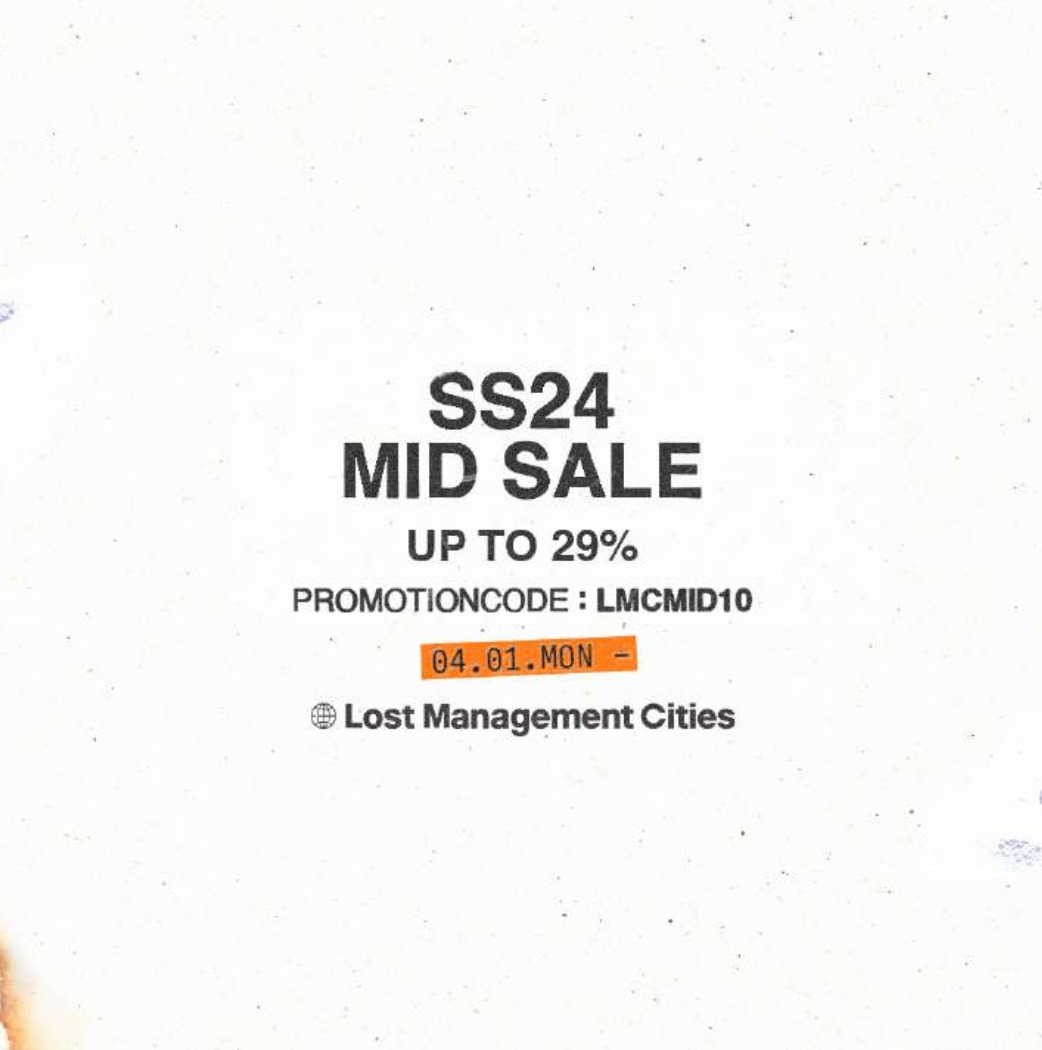 SS24
MID SALE
UP TO 29%
PROMOTIONCODE : LMCMID10
04.01.MON –
Lost Management Cities